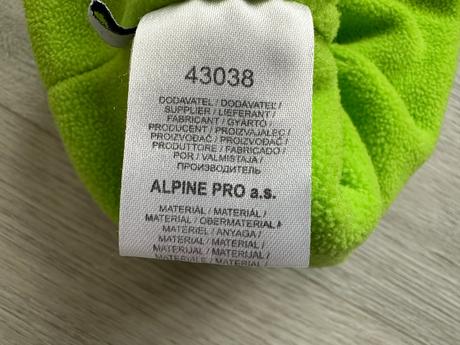 43038
DODAVATEL / DODÁVATEĽ /
SUPPLIER / LIEFERANT /
FABRICANT / GYÁRTÓ /
PRODUCENT / PROIZVAJALEC /
PROIZVOĐAČ / PROIZVOĐAČ /
PRODUTTORE / FABRICADO /
POR / VALMISTAJA /
ПРОИЗВОДИТЕЛЬ
ALPINE PRO a.s.
MATERIÁL / MATERIÁL /
MATERIAL / OBERMATERIAL /
MATÉRIEL / ANYAGA /
MATERIAŁ / MATERIAL /
MATERIJAL / MATERIJAL /